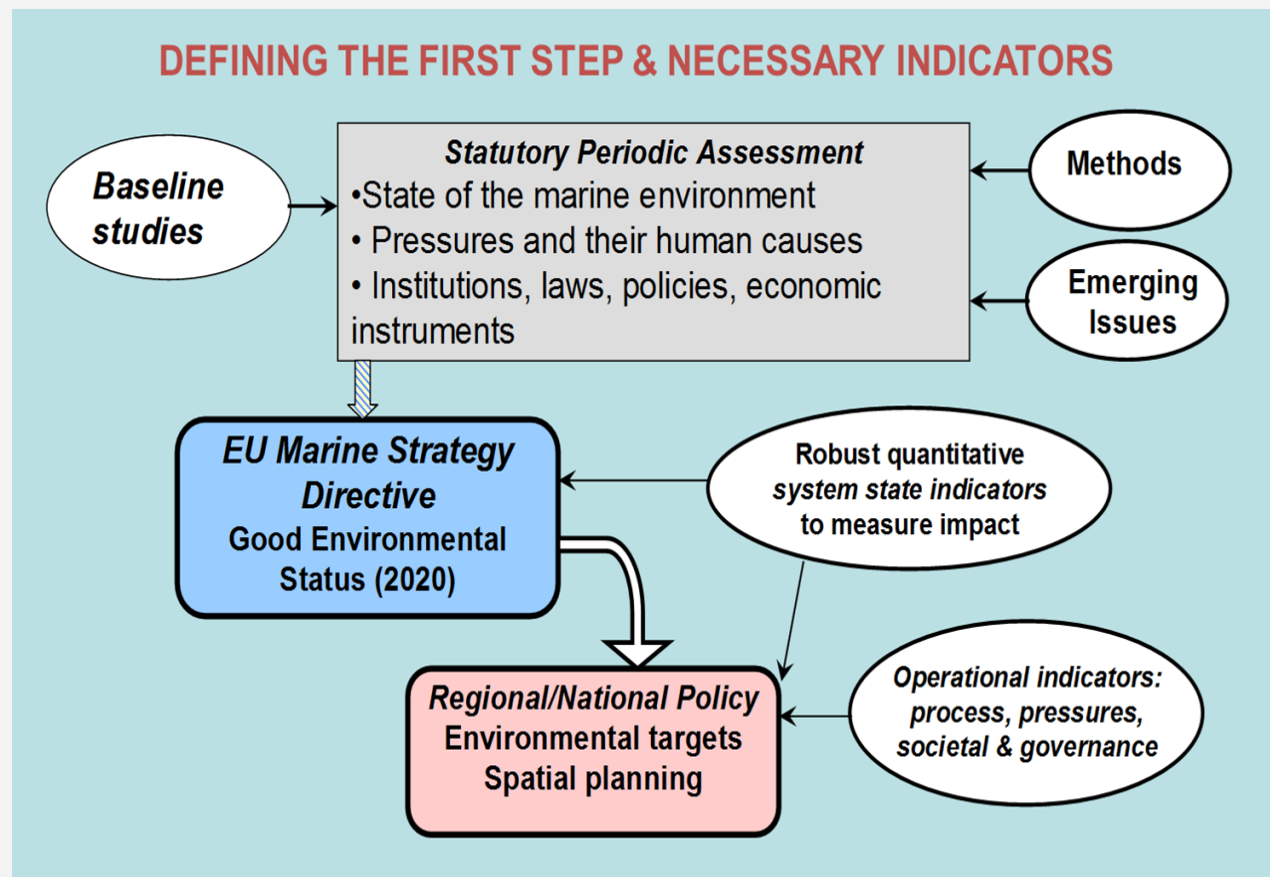 DEFINING THE FIRST STEP & NECESSARY INDICATORS
Baseline
studies
Statutory Periodic Assessment
•State of the marine environment
• Pressures and their human causes
• Institutions, laws, policies, economic
instruments
Methods
Emerging
Issues
EU Marine Strategy
Directive
Good Environmental
Status (2020)
Robust quantitative
system state indicators
to measure impact
Regional/National Policy
Environmental targets
Spatial planning
Operational indicators:
process, pressures,
societal & governance